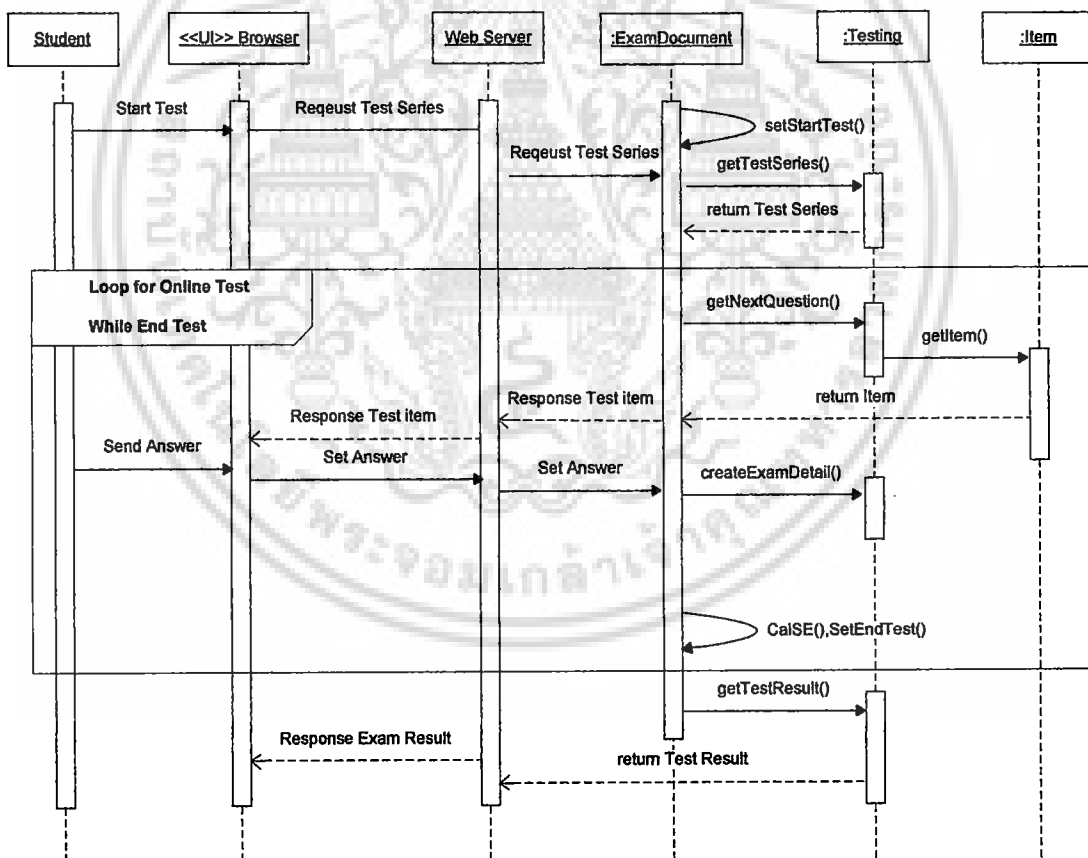 Student
<<UI>> Browser
Web Server
:ExamDocument
:Testing
:Item
Start Test
Reqeust Test Series
setStartTest()
Reqeust Test Series
getTestSeries()
return Test Series
Loop for Online Test
While End Test
getNextQuestion()
getItem()
return Item
Response Test item
Response Test item
Send Answer
Set Answer
Set Answer
createExamDetail()
CalSE(),SetEndTest()
getTestResult()
Response Exam Result
return Test Result